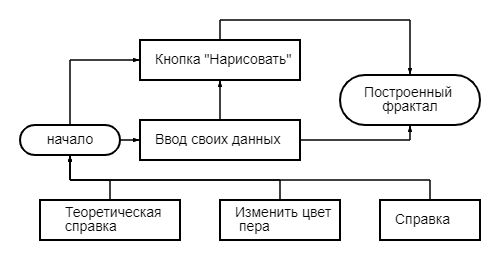 Кнопка "Нарисовать"
Построенный
фрактал
начало
Ввод своих данных
Теоретическая
справка
Изменить цвет
пера
Справка